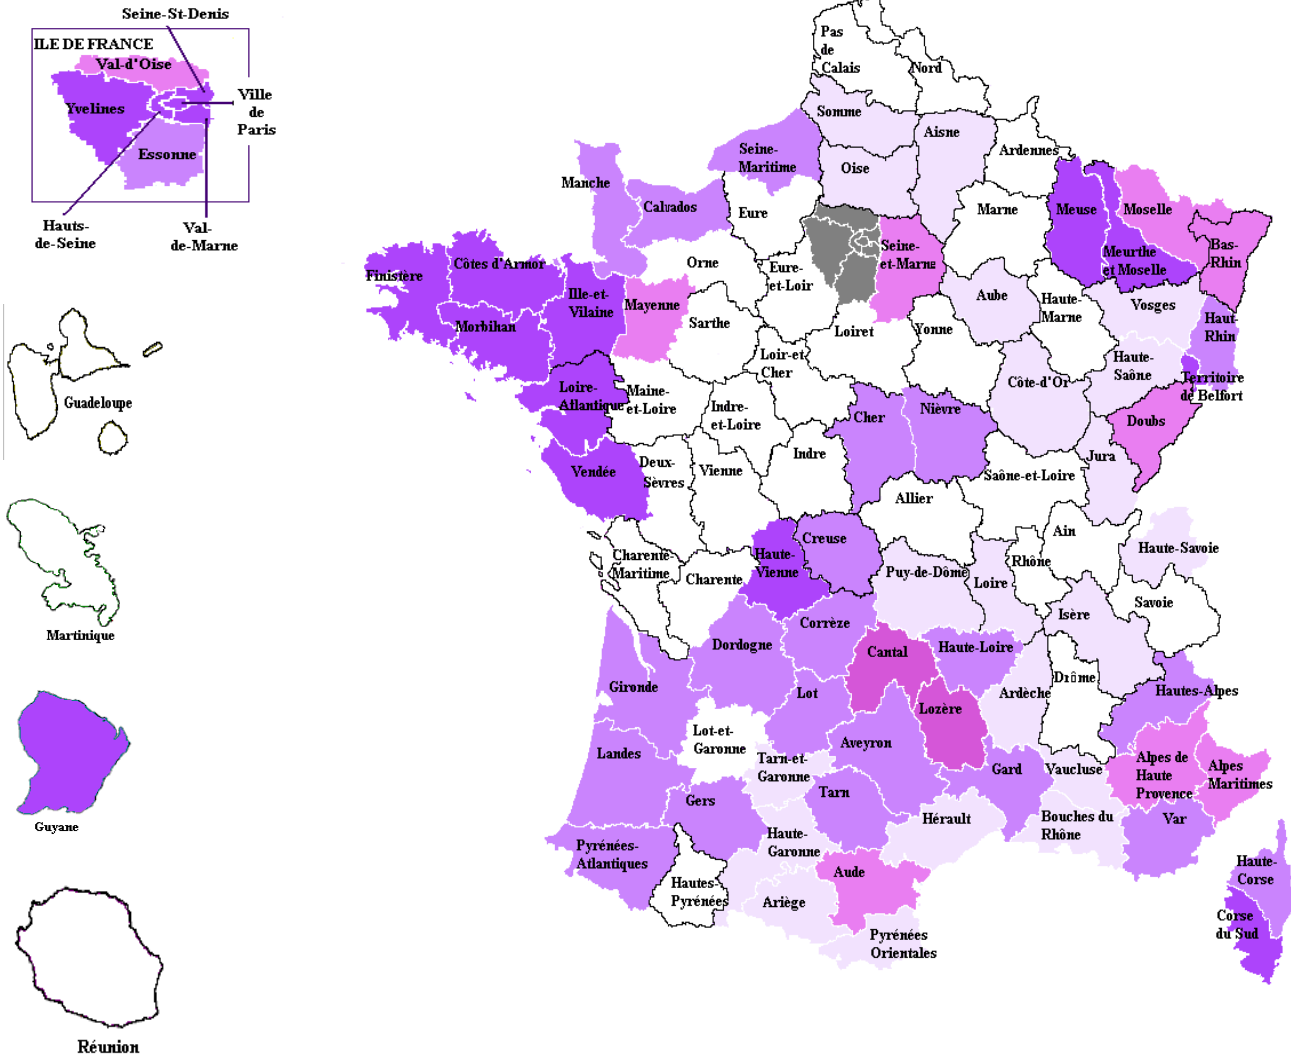 Seine-St-Denis
ILE DE FRANCE
Val-d'Oise
Yvelines
Ville
de
Paris
Essonne
Hauts-
de-Seine
Val-
de-Marne
Guadeloupe
Martinique
Guyane
Réunion
Pas
de
Calais
Nord
Somme
Aisne
Ardennes
Seine-
Maritime
Oise
Manche
Calvados
Eure
Marne
Meuse
Moselle
Meurthe
et Moselle
Bas-
Rhin
Seine-
et-Marne
Orne
Eure-
et-Loir
Finistère
Côtes d'Armor
Ille-et-
Vilaine
Morbihan
Mayenne
Sarthe
Aube
Haute-
Marne
Vosges
Haut
Rhin
Loiret
Yonne
Loir-et
Cher
Côte-d'Or
Haute-
Saône
Territoire
de Belfort
Loire-
Atlantique
Maine-
et-Loire
Indre-
et-Loire
Cher
Nièvre
Doubs
Jura
Vendée
Deux-
Sèvres
Vienne
Indre
Saône-et-Loire
Allier
Ain
Haute-Savoie
Charente
Maritime
Charente
Haute-
Vienne
Creuse
Puy-de-Dôme
Loire
Rhône
Isère
Savoie
Corrèze
Dordogne
Cantal
Haute-Loire
Gironde
Lot
Lozère
Ardèche
Drôme
Hautes-Alpes
Landes
Lot-et-
Garonne
Aveyron
Tarn-et-
Garonne
Gard
Vaucluse
Alpes de
Haute
Provence
Alpes
Maritimes
Gers
Tarn
Hérault
Bouches du
Rhône
Var
Pyrénées-
Atlantiques
Haute-
Garonne
Hautes-
Pyrénées
Ariège
Aude
Pyrénées
Orientales
Haute-
Corse
Corse
du Sud